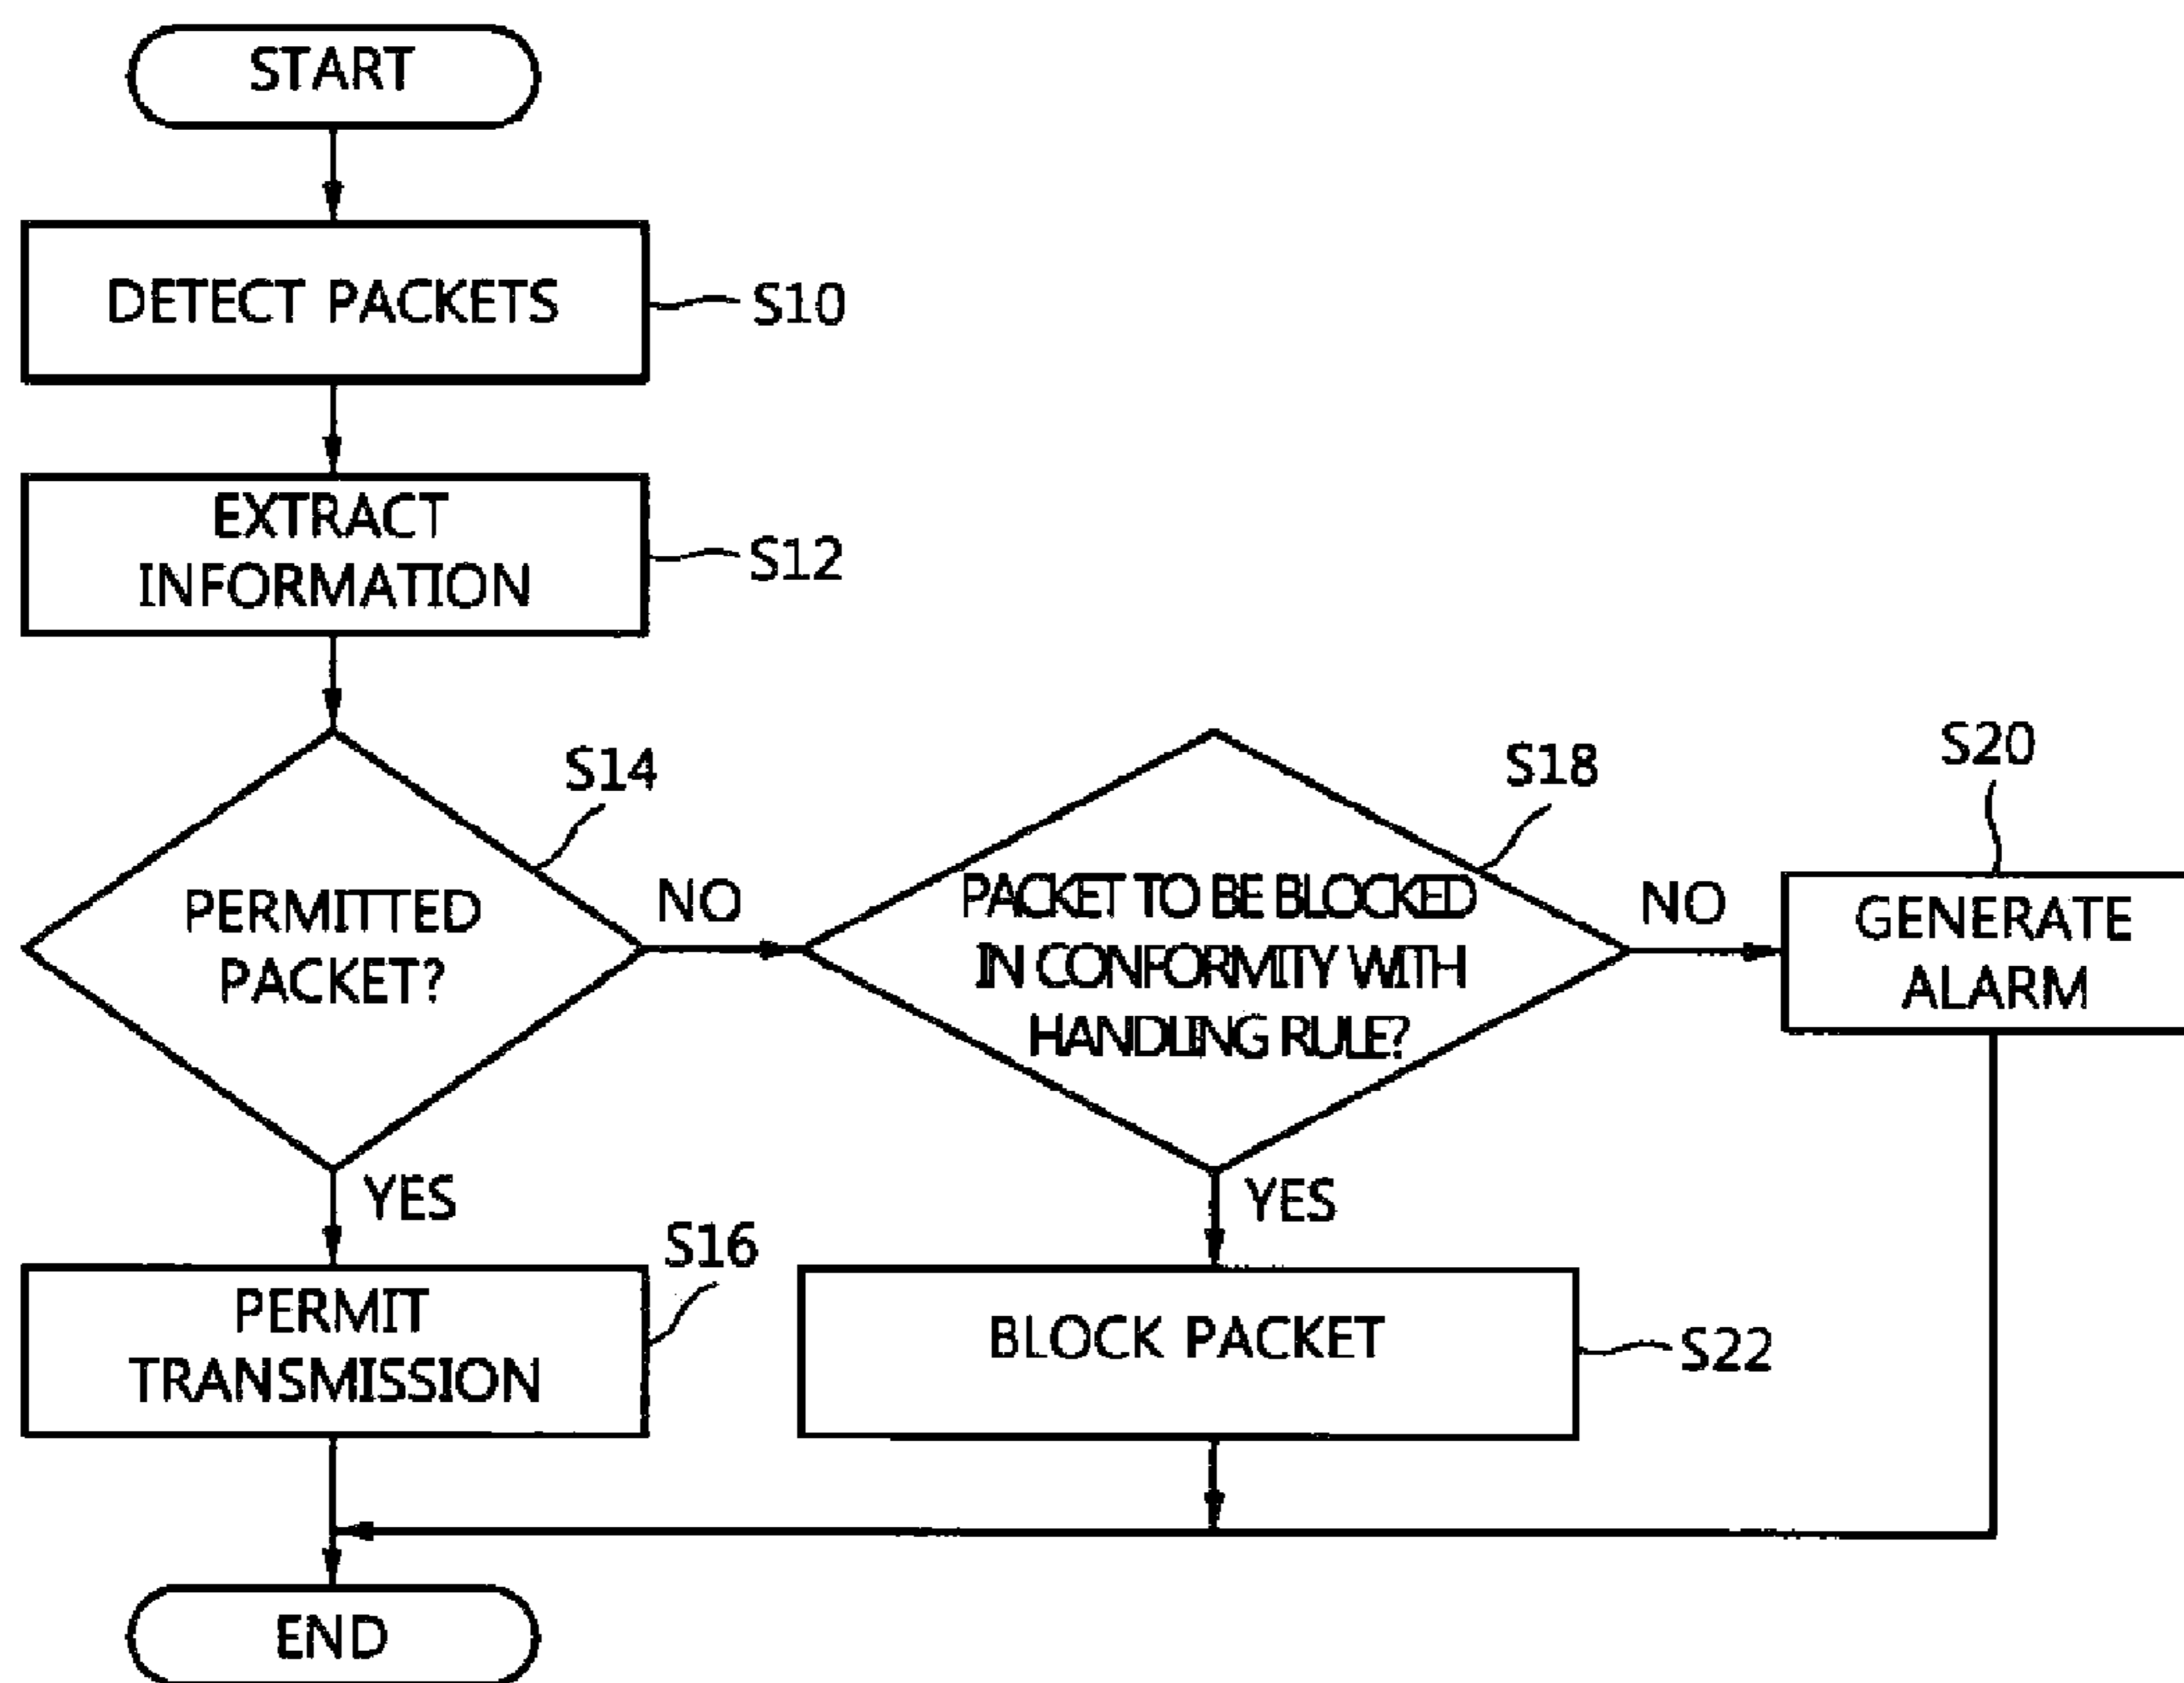 START
DETECT PACKETS
S10
EXTRACT
INFORMATION
S12
S14
PERMITTED
PACKET?
NO
S18
PACKET TO BE BLOCKED
IN CONFORMITY WITH
HANDLING RULE?
NO
S20
GENERATE
ALARM
YES
S16
PERMIT
TRANSMISSION
YES
BLOCK PACKET
S22
END